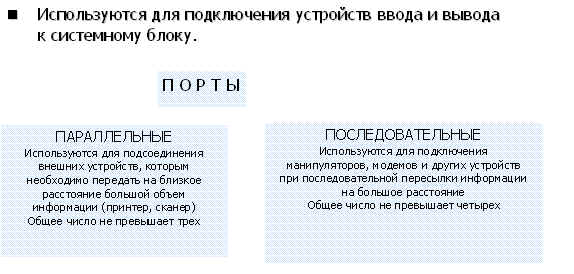 Используются для подключения устройств ввода и вывода
к системному блоку.
П О Р Т Ы
ПАРАЛЛЕЛЬНЫЕ
Используются для подсоединения
внешних устройств, которым
необходимо передать на близкое
расстояние большой объем
информации (принтер, сканер)
Общее число не превышает трех
ПОСЛЕДОВАТЕЛЬНЫЕ
Используются для подключения
манипуляторов, модемов и других устройств
при последовательной пересылки информации
на большое расстояние
Общее число не превышает четырех